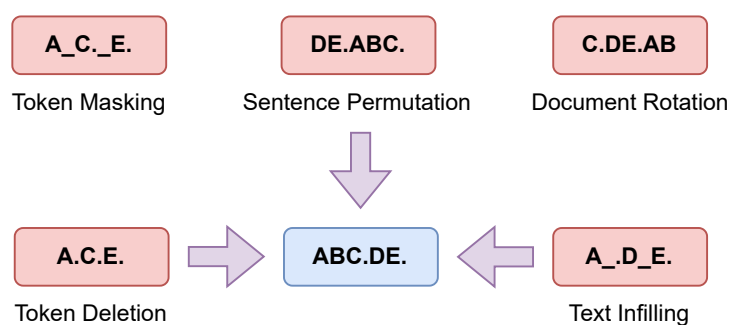 A_C._E.
DE.ABC.
C.DE.AB
Token Masking
Sentence Permutation
Document Rotation
A.C.E.
ABC.DE.
A_.D_E.
Token Deletion
Text Infilling